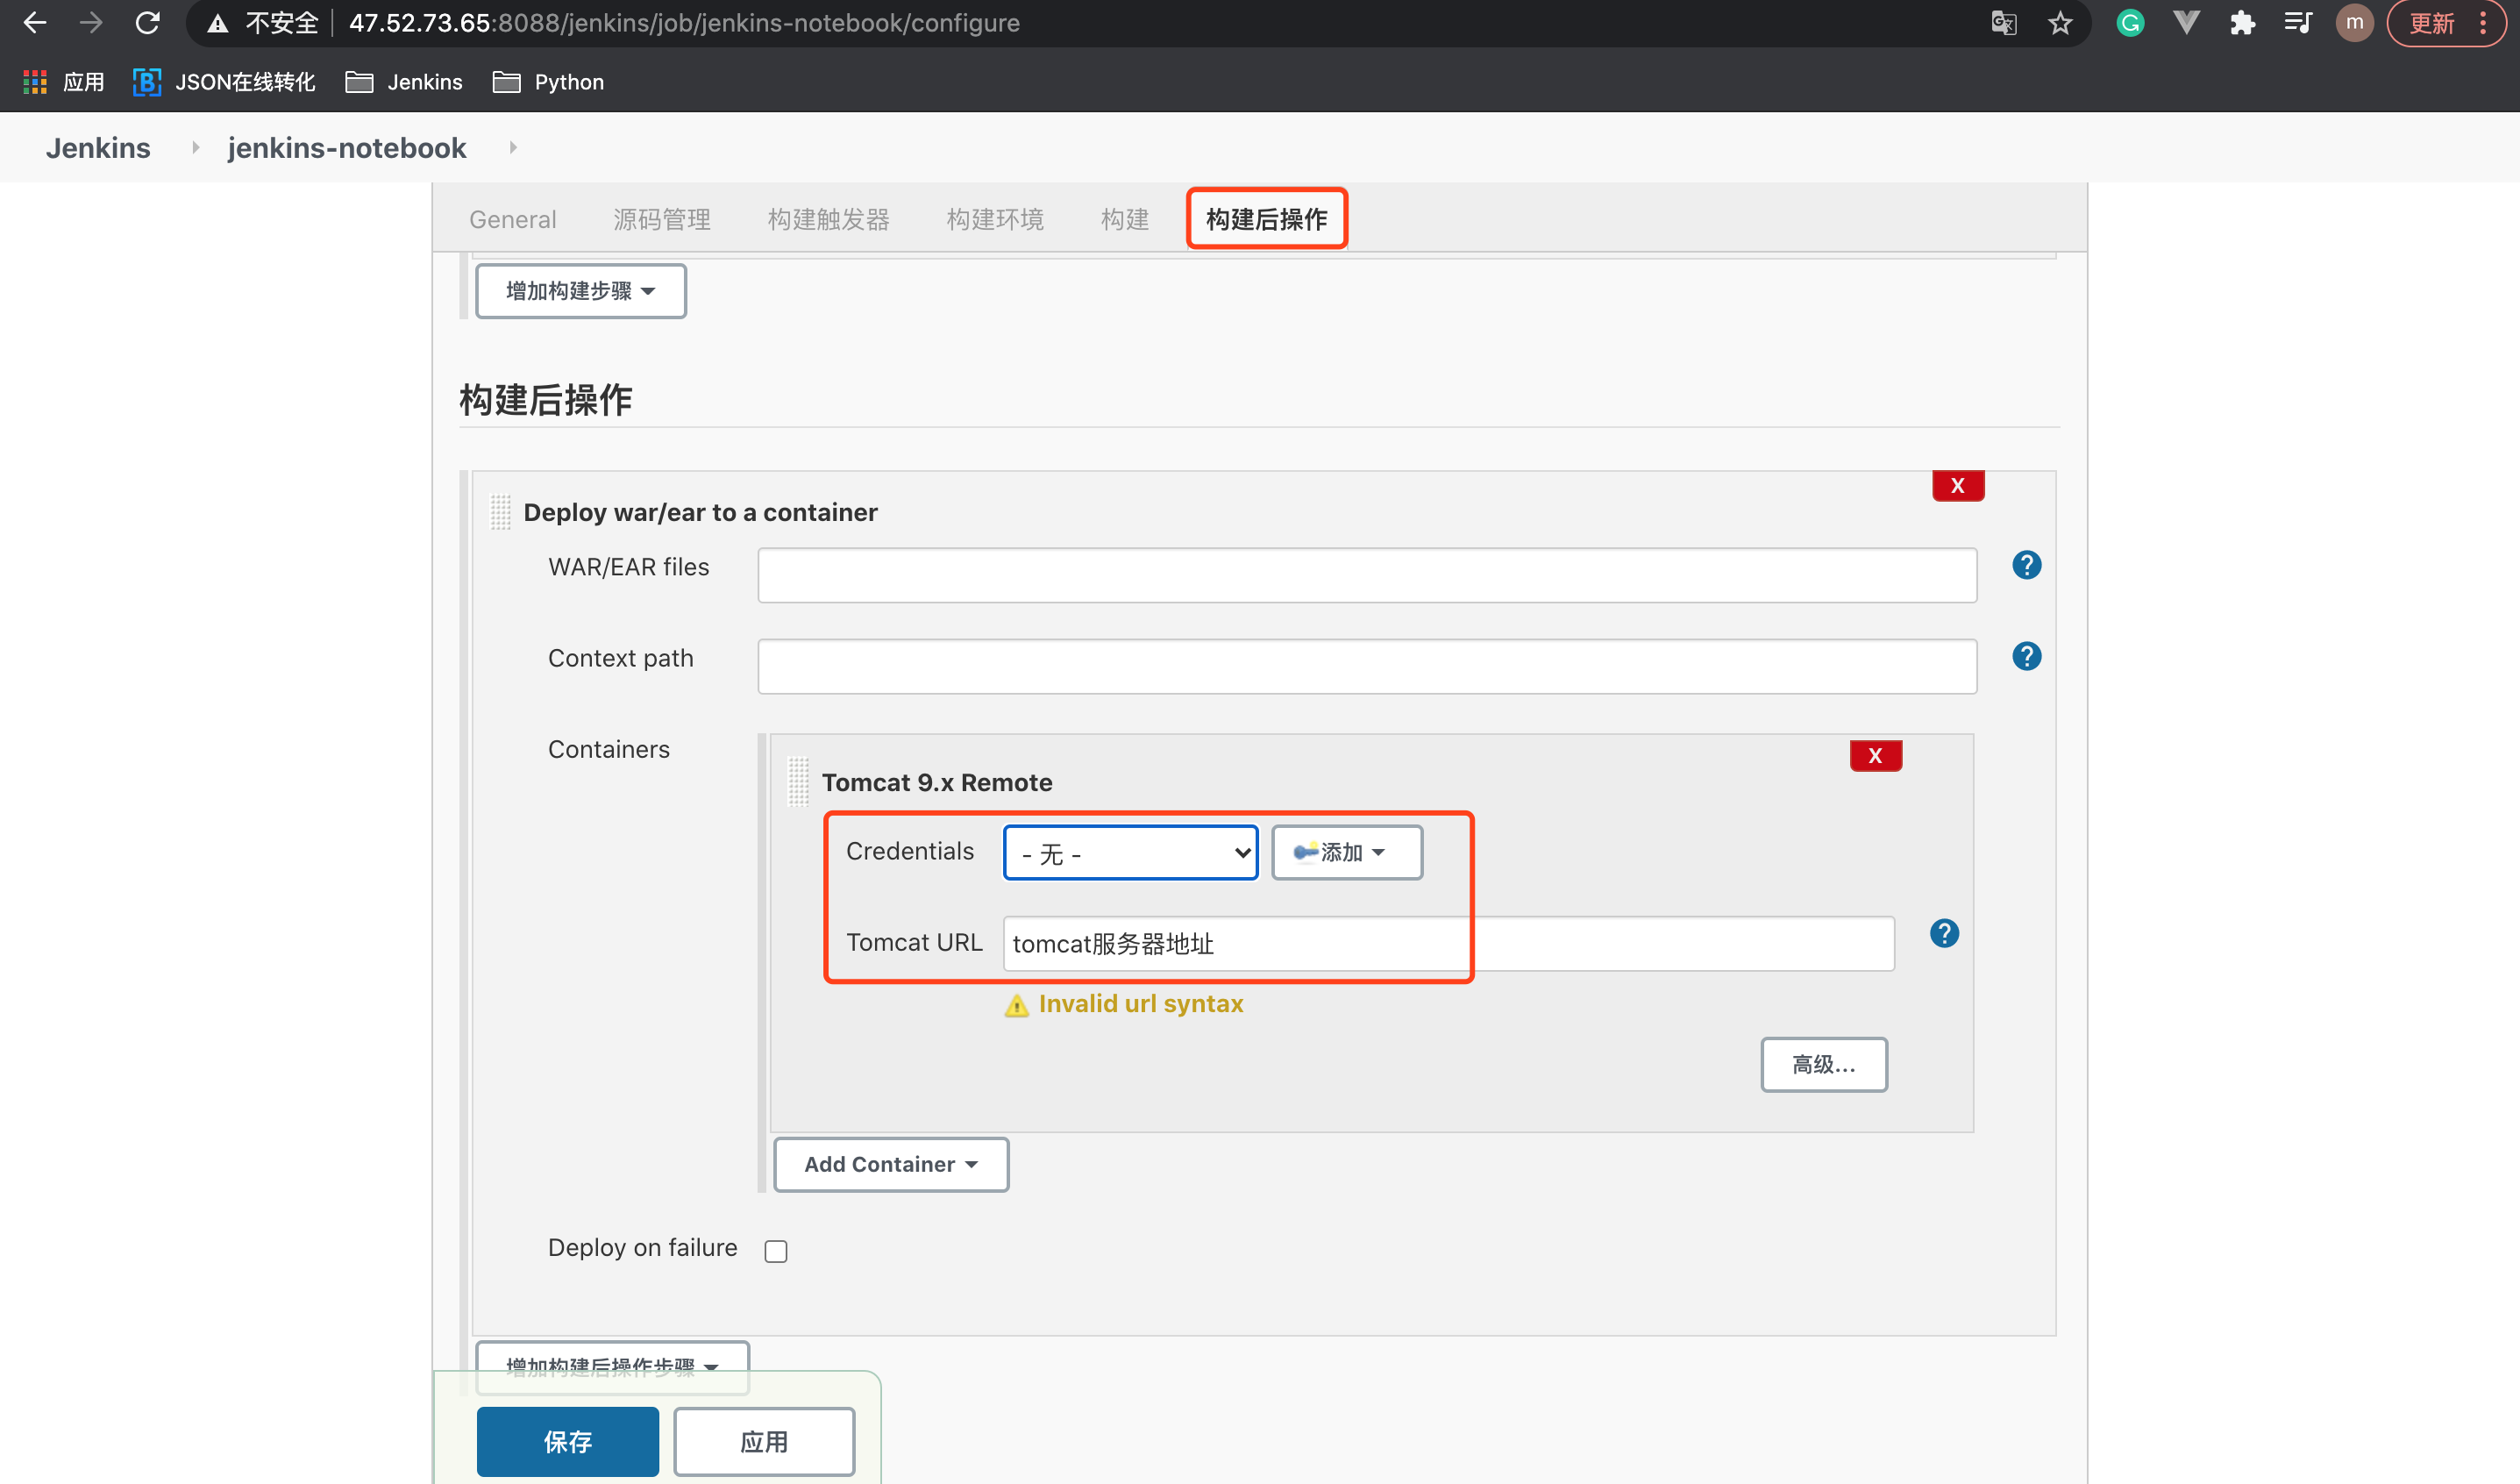 不安全 47.52.73.65:8088/jenkins/job/jenkins-notebook/configure m 更新
应用 JSON在线转化 Jenkins Python
Jenkins jenkins-notebook
General 源码管理 构建触发器 构建环境 构建 构建后操作
增加构建步骤
构建后操作
X
Deploy war/ear to a container
WAR/EAR files ?
Context path ?
Containers
X
Tomcat 9.x Remote
Credentials - 无 - 添加
Tomcat URL tomcat服务器地址 ?
Invalid url syntax
高级...
Add Container
Deploy on failure
增加构建后操作步骤
保存 应用